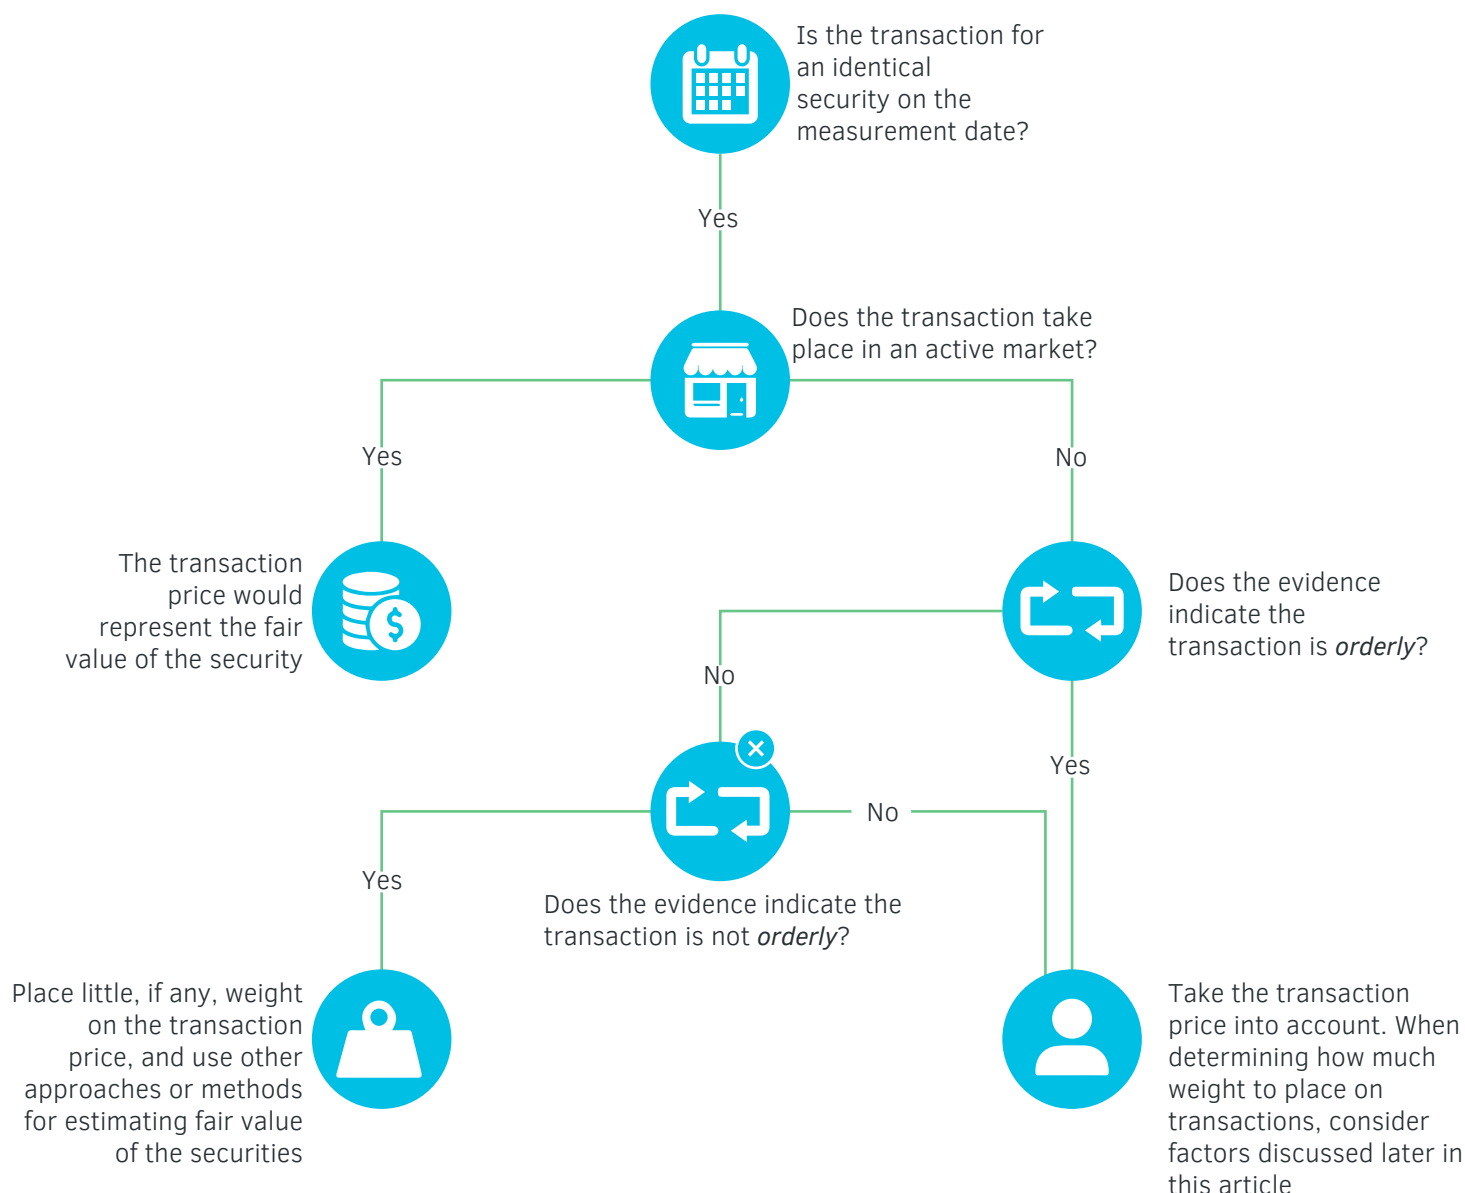 Is the transaction for
an identical
security on the
measurement date?
Yes
Does the transaction take
place in an active market?
Yes
No
The transaction
price would
represent the fair
value of the security
$
Does the evidence
indicate the
transaction is orderly?
No
Yes
No
Yes
Does the evidence indicate the
transaction is not orderly?
Place little, if any, weight
on the transaction
price, and use other
approaches or methods
for estimating fair value
of the securities
Take the transaction
price into account. When
determining how much
weight to place on
transactions, consider
factors discussed later in
this article